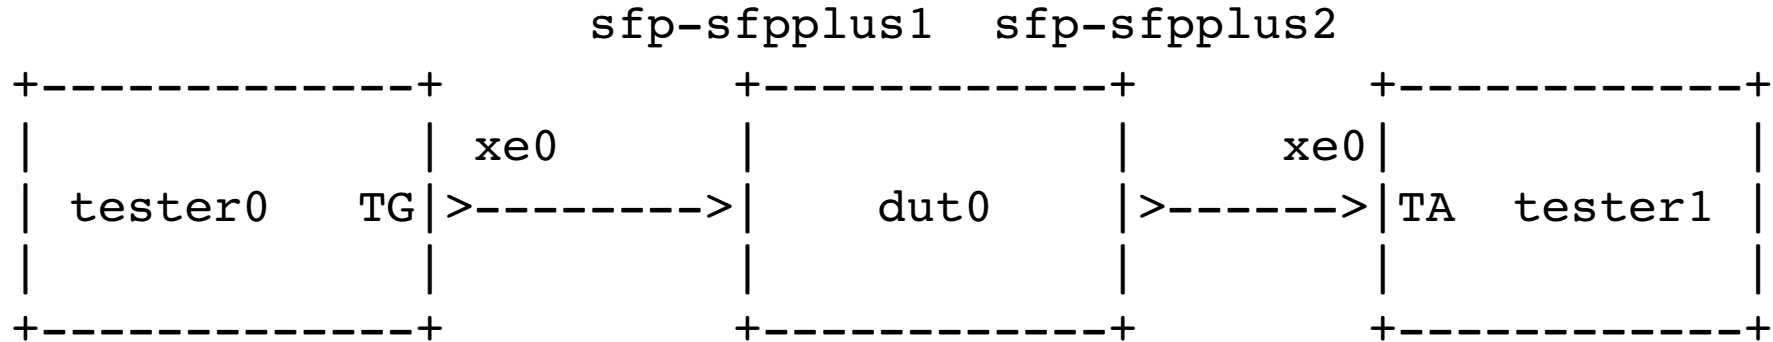 sfp-sfpplus1  sfp-sfpplus2
+-------------+          +------------+        +------------+
|             | xe0      |            |     xe0|            |
| tester0   TG|>-------->|    dut0    |>------>|TA  tester1 |
|             |          |            |        |            |
+-------------+          +------------+        +------------+